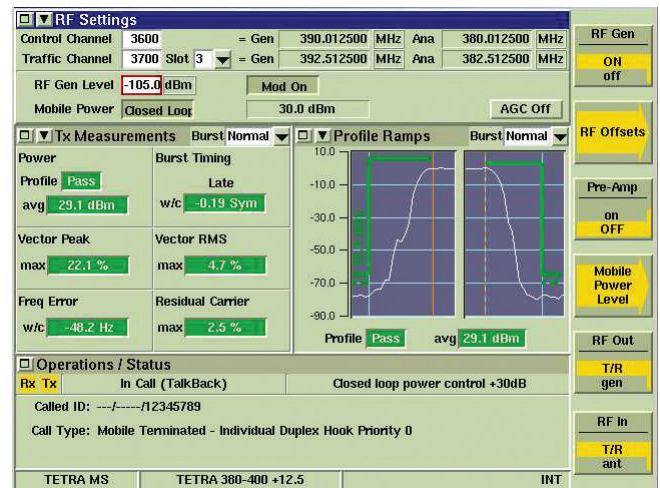 RF Settings
Control Channel 3600 = Gen 390.012500 MHz Ana 380.012500 MHz
Traffic Channel 3700 Slot 3 = Gen 392.512500 MHz Ana 382.512500 MHz
RF Gen Level -105.0 dBm Mod On
Mobile Power Closed Loop 30.0 dBm AGC Off
Tx Measurements Burst Normal
Power Burst Timing
Profile Pass Late
avg 29.1 dBm w/c -0.19 Sym
Vector Peak Vector RMS
max 22.1 % max 4.7 %
Freq Error Residual Carrier
w/c -48.2 Hz max 2.5 %
Profile Ramps Burst Normal
10.0
-10.0
-30.0
-50.0
-70.0
-90.0
Profile Pass avg 29.1 dBm
Operations / Status
Rx Tx In Call (TalkBack) Closed loop power control +30dB
Called ID: ---/-----/12345789
Call Type: Mobile Terminated - Individual Duplex Hook Priority 0
TETRA MS TETRA 380-400 +12.5 INT
RF Gen
ON
off
RF Offsets
Pre-Amp
on
OFF
Mobile
Power
Level
RF Out
T/R
gen
RF In
T/R
ant